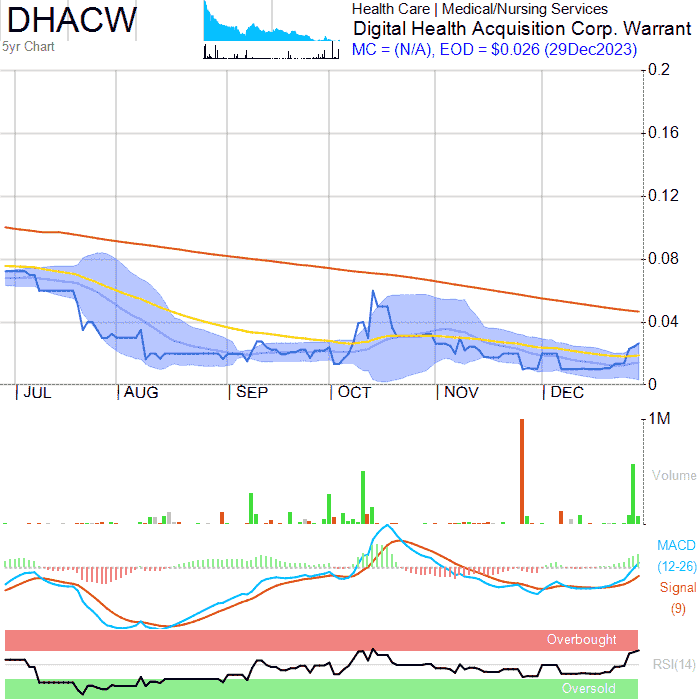 DHACW
5yr Chart
Health Care | Medical/Nursing Services
Digital Health Acquisition Corp. Warrant
MC = (N/A), EOD = $0.026 (29Dec2023)
0.2
0.16
0.12
0.08
0.04
0
JUL AUG SEP OCT NOV DEC
1M
Volume
MACD
(12-26)
Signal
(9)
Overbought
RSI(14)
Oversold